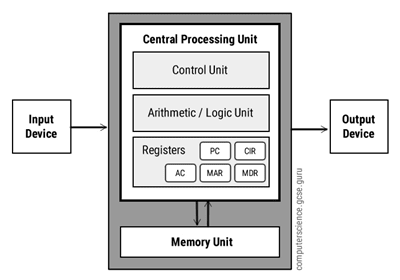 Central Processing Unit
Control Unit
Arithmetic / Logic Unit
Registers
PC
CIR
AC
MAR
MDR
Input
Device
Output
Device
Memory Unit
computerscience.gcse.guru